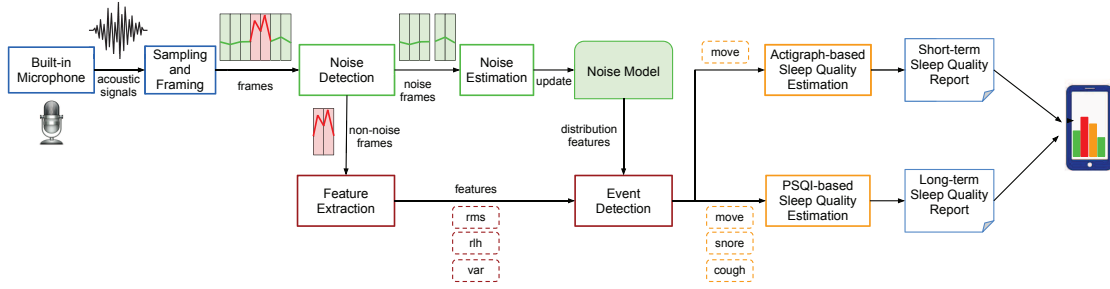 Built-in
Microphone
acoustic
signals
Sampling
and
Framing
frames
Noise
Detection
noise
frames
Noise
Estimation
update
Noise Model
non-noise
frames
distribution
features
Feature
Extraction
features
rms
rlh
var
Event
Detection
move
Actigraph-based
Sleep Quality
Estimation
Short-term
Sleep Quality
Report
move
snore
cough
PSQI-based
Sleep Quality
Estimation
Long-term
Sleep Quality
Report